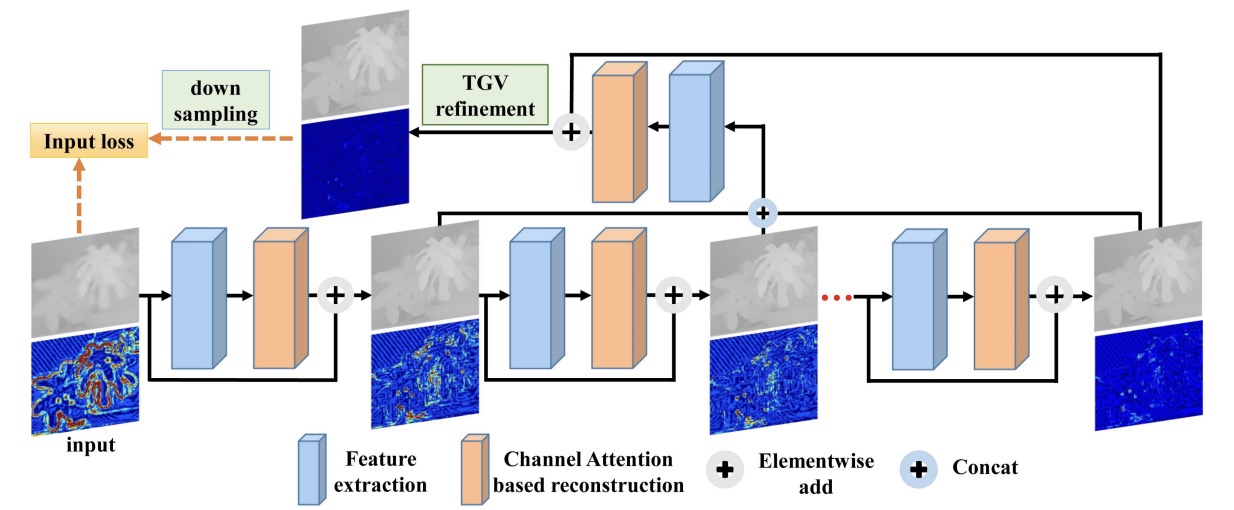 down
sampling
TGV
refinement
Input loss
input
Feature
extraction
Channel Attention
based reconstruction
Elementwise
add
Concat